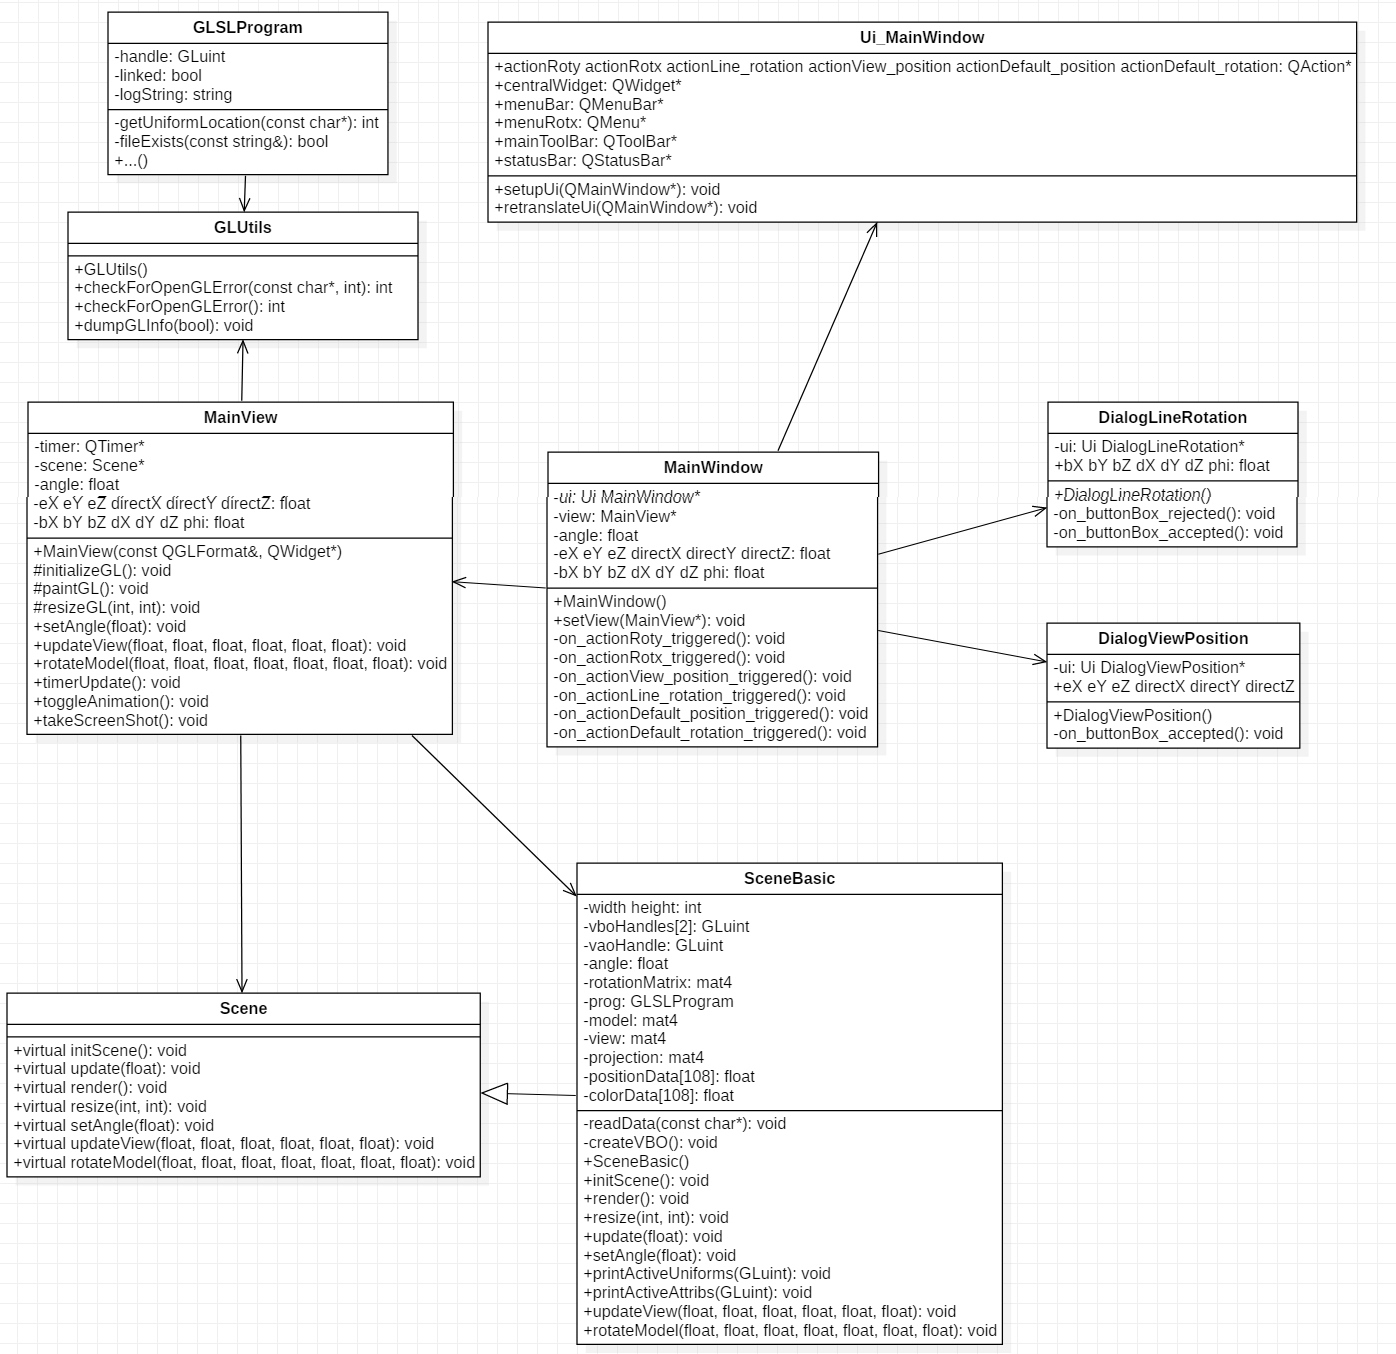 GLSLProgram
-handle: GLuint
-linked: bool
-logString: string
-getUniformLocation(const char*): int
-fileExists(const string&): bool
+...()
Ui_MainWindow
+actionRoty actionRotx actionLine_rotation actionView_position actionDefault_position actionDefault_rotation: QAction*
+centralWidget: QWidget*
+menuBar: QMenuBar*
+menuRotx: QMenu*
+mainToolBar: QToolBar*
+statusBar: QStatusBar*
+setupUi(QMainWindow*): void
+retranslateUi(QMainWindow*): void
GLUtils
+GLUtils()
+checkForOpenGLError(const char*, int): int
+checkForOpenGLError(): int
+dumpGLInfo(bool): void
MainView
-timer: QTimer*
-scene: Scene*
-angle: float
-eX eY eZ directX directY directZ: float
-bX bY bZ dX dY dZ phi: float
+MainView(const QGLFormat&, QWidget*)
#initializeGL(): void
#paintGL(): void
#resizeGL(int, int): void
+setAngle(float): void
+updateView(float, float, float, float, float, float): void
+rotateModel(float, float, float, float, float, float, float): void
+timerUpdate(): void
+toggleAnimation(): void
+takeScreenShot(): void
MainWindow
-ui: Ui MainWindow*
-view: MainView*
-angle: float
-eX eY eZ directX directY directZ: float
-bX bY bZ dX dY dZ phi: float
+MainWindow()
+setView(MainView*): void
-on_actionRoty_triggered(): void
-on_actionRotx_triggered(): void
-on_actionView_position_triggered(): void
-on_actionLine_rotation_triggered(): void
-on_actionDefault_position_triggered(): void
-on_actionDefault_rotation_triggered(): void
DialogLineRotation
-ui: Ui DialogLineRotation*
+bX bY bZ dX dY dZ phi: float
+DialogLineRotation()
-on_buttonBox_rejected(): void
-on_buttonBox_accepted(): void
DialogViewPosition
-ui: Ui DialogViewPosition*
+eX eY eZ directX directY directZ
+DialogViewPosition()
-on_buttonBox_accepted(): void
Scene
+virtual initScene(): void
+virtual update(float): void
+virtual render(): void
+virtual resize(int, int): void
+virtual setAngle(float): void
+virtual updateView(float, float, float, float, float, float): void
+virtual rotateModel(float, float, float, float, float, float, float): void
SceneBasic
-width height: int
-vboHandles[2]: GLuint
-vaoHandle: GLuint
-angle: float
-rotationMatrix: mat4
-prog: GLSLProgram
-model: mat4
-view: mat4
-projection: mat4
-positionData[108]: float
-colorData[108]: float
-readData(const char*): void
-createVBO(): void
+SceneBasic()
+initScene(): void
+render(): void
+resize(int, int): void
+update(float): void
+setAngle(float): void
+printActiveUniforms(GLuint): void
+printActiveAttribs(GLuint): void
+updateView(float, float, float, float, float, float): void
+rotateModel(float, float, float, float, float, float, float): void